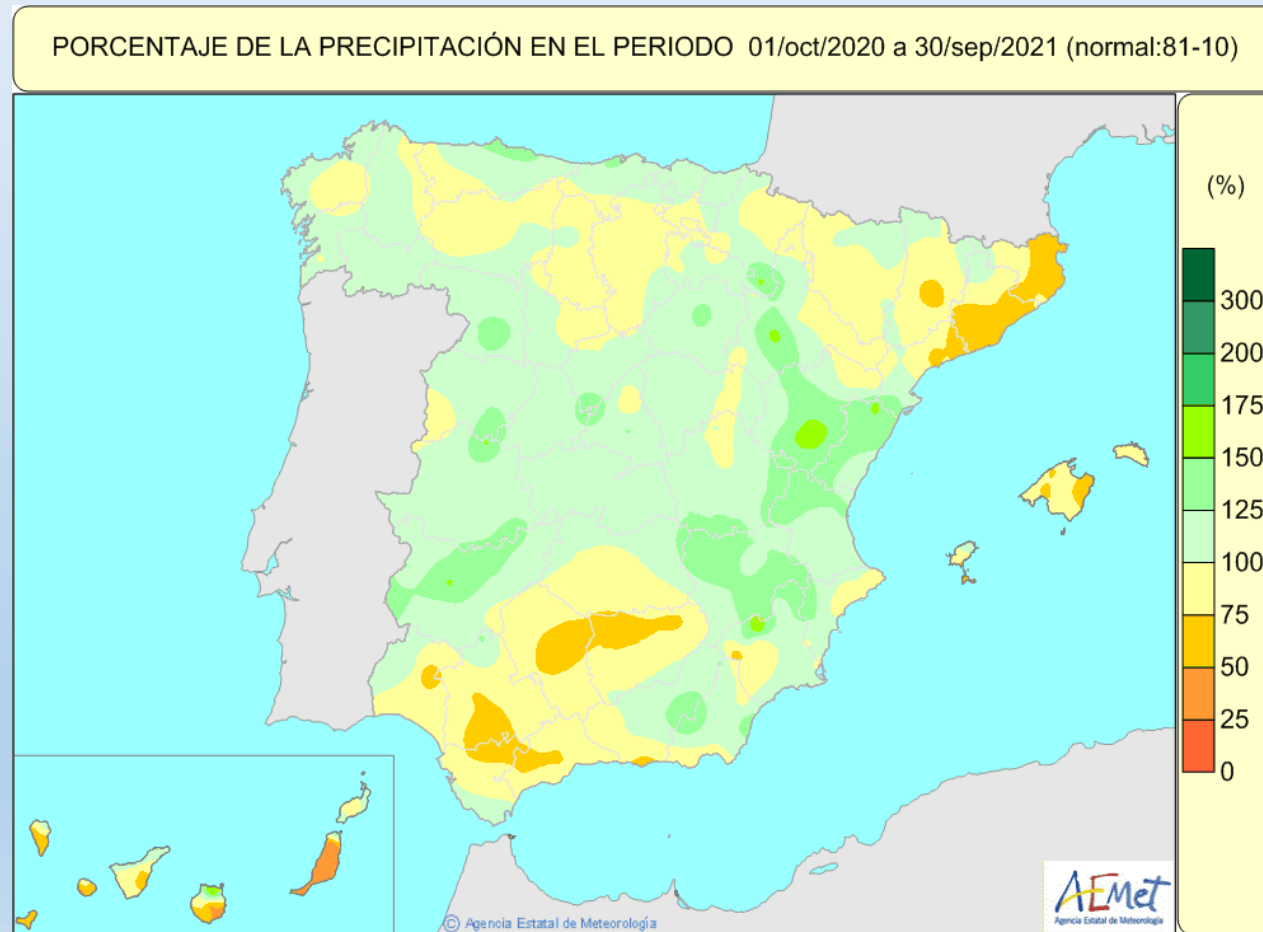 PORCENTAJE DE LA PRECIPITACIÓN EN EL PERIODO 01/oct/2020 a 30/sep/2021 (normal:81-10)
(%)
300
200
175
150
125
100
75
50
25
0
AEMet
Agencia Estatal de Meteorología
© Agencia Estatal de Meteorología